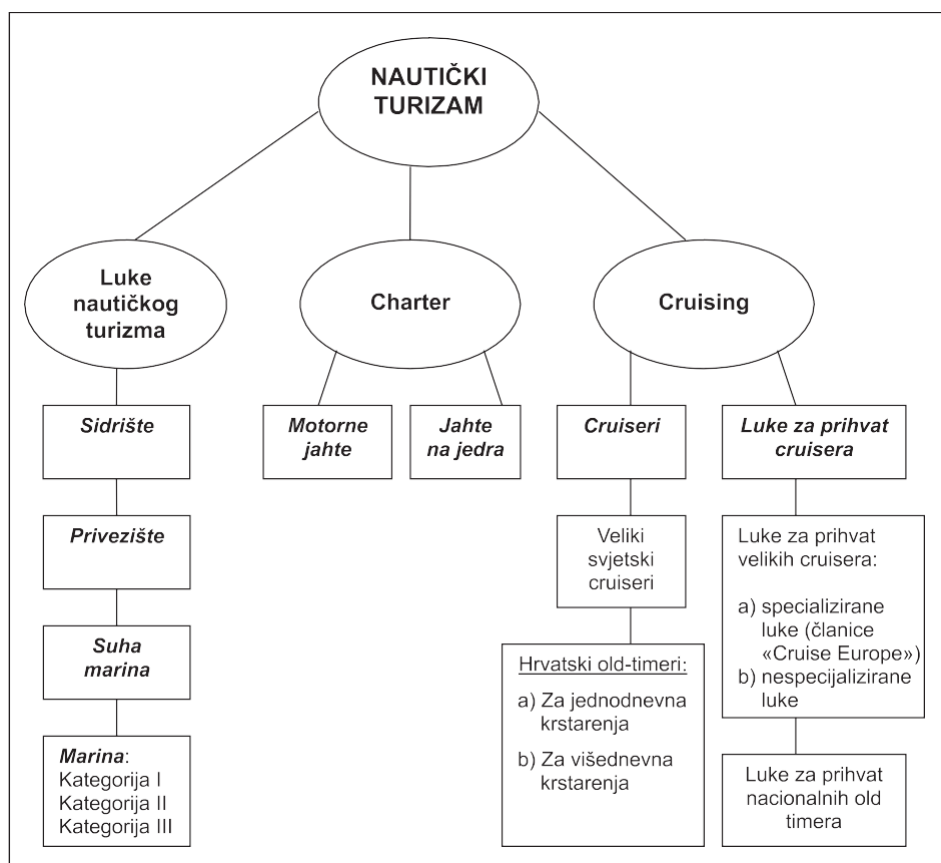 NAUTIČKI
TURIZAM
Luke
nautičkog
turizma
Charter
Cruising
Sidrište
Motorne
jahte
Jahte
na jedra
Cruiseri
Luke za prihvat
cruisera
Privezište
Veliki
svjetski
cruiseri
Luke za prihvat
velikih cruisera:
a) specializirane
luke (članice
«Cruise Europe»)
b) nespecijalizirane
luke
Suha
marina
Hrvatski old-timeri:
a) Za jednodnevna
krstarenja
b) Za višednevna
krstarenja
Marina:
Kategorija I
Kategorija II
Kategorija III
Luke za prihvat
nacionalnih old
timera